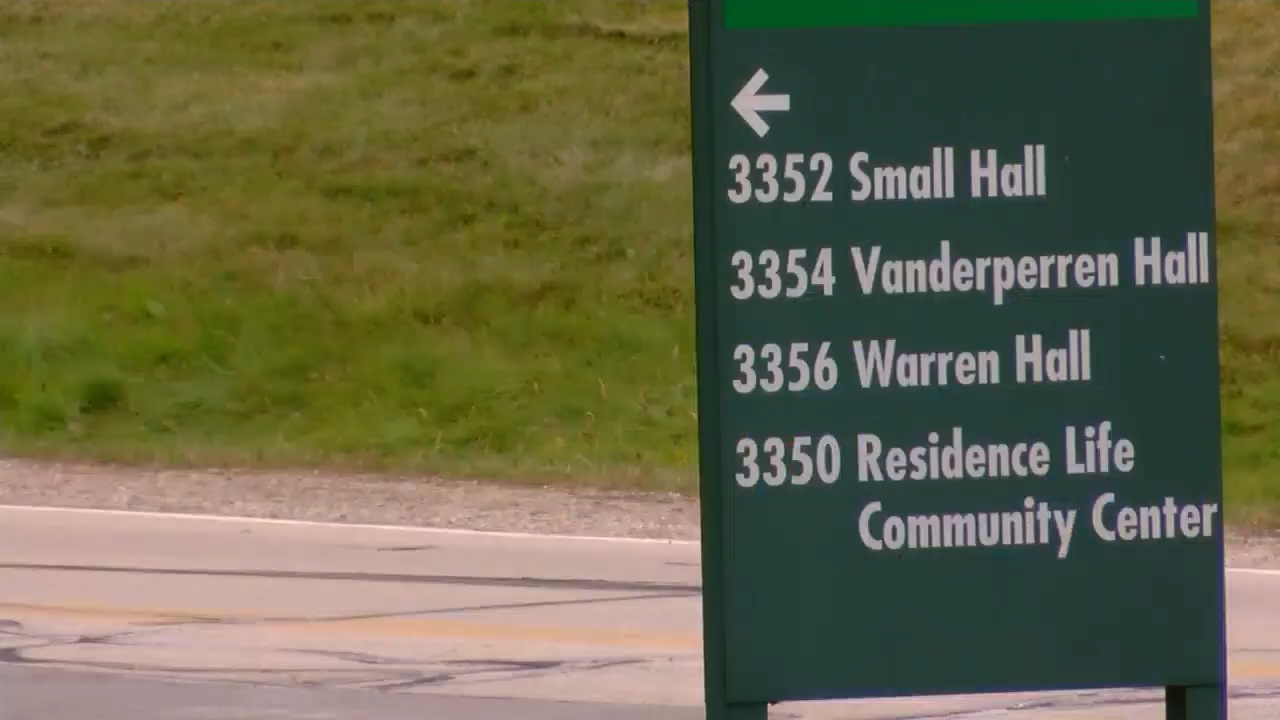 3352 Small Hall
3354 Vanderperren Hall
3356 Warren Hall
3350 Residence Life
Community Center